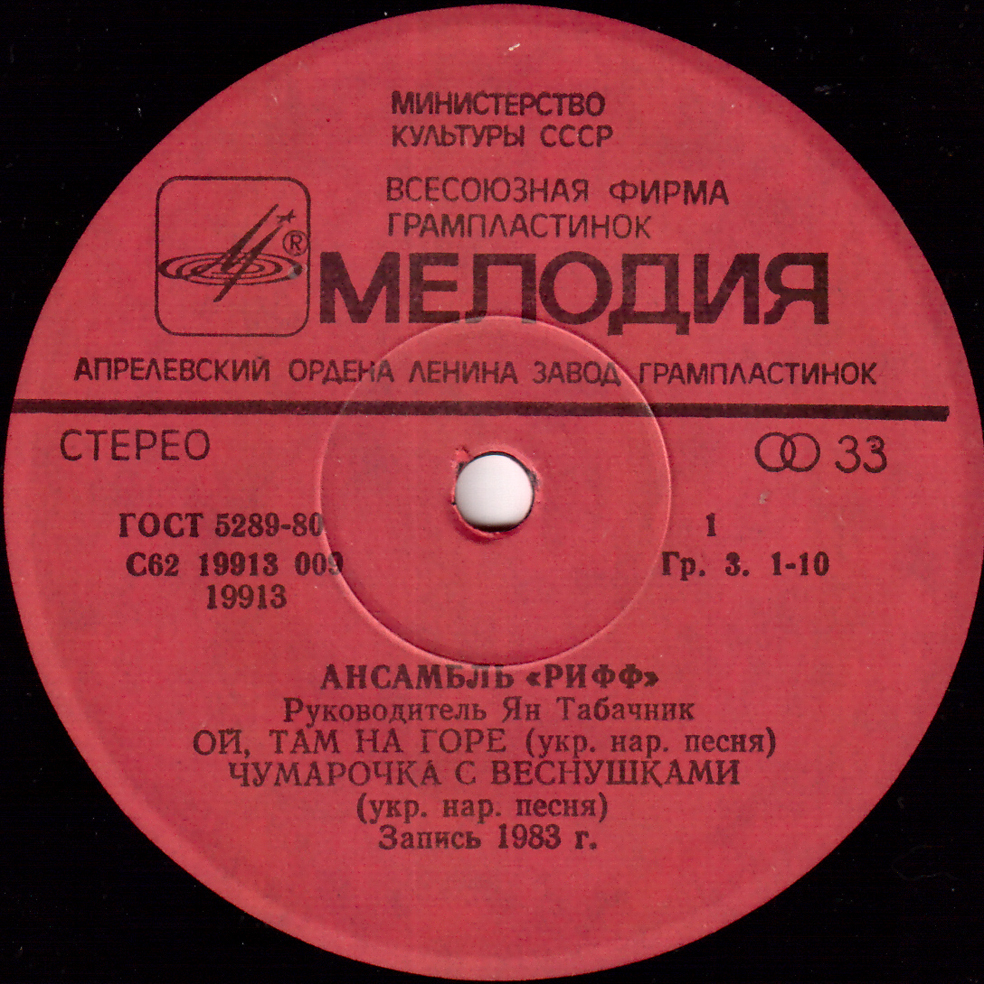 МИНИСТЕРСТВО
КУЛЬТУРЫ СССР
ВСЕСОЮЗНАЯ ФИРМА
ГРАМПЛАСТИНОК
®
МЕЛОДИЯ
АПРЕЛЕВСКИЙ ОРДЕНА ЛЕНИНА ЗАВОД ГРАМПЛАСТИНОК
СТЕРЕО
33
ГОСТ 5289-80
1
С62 19913 009
Гр. 3. 1-10
19913
АНСАМБЛЬ «РИФФ»
Руководитель Ян Табачник
ОЙ, ТАМ НА ГОРЕ (укр. нар. песня)
ЧУМАРОЧКА С ВЕСНУШКАМИ
(укр. нар. песня)
Запись 1983 г.